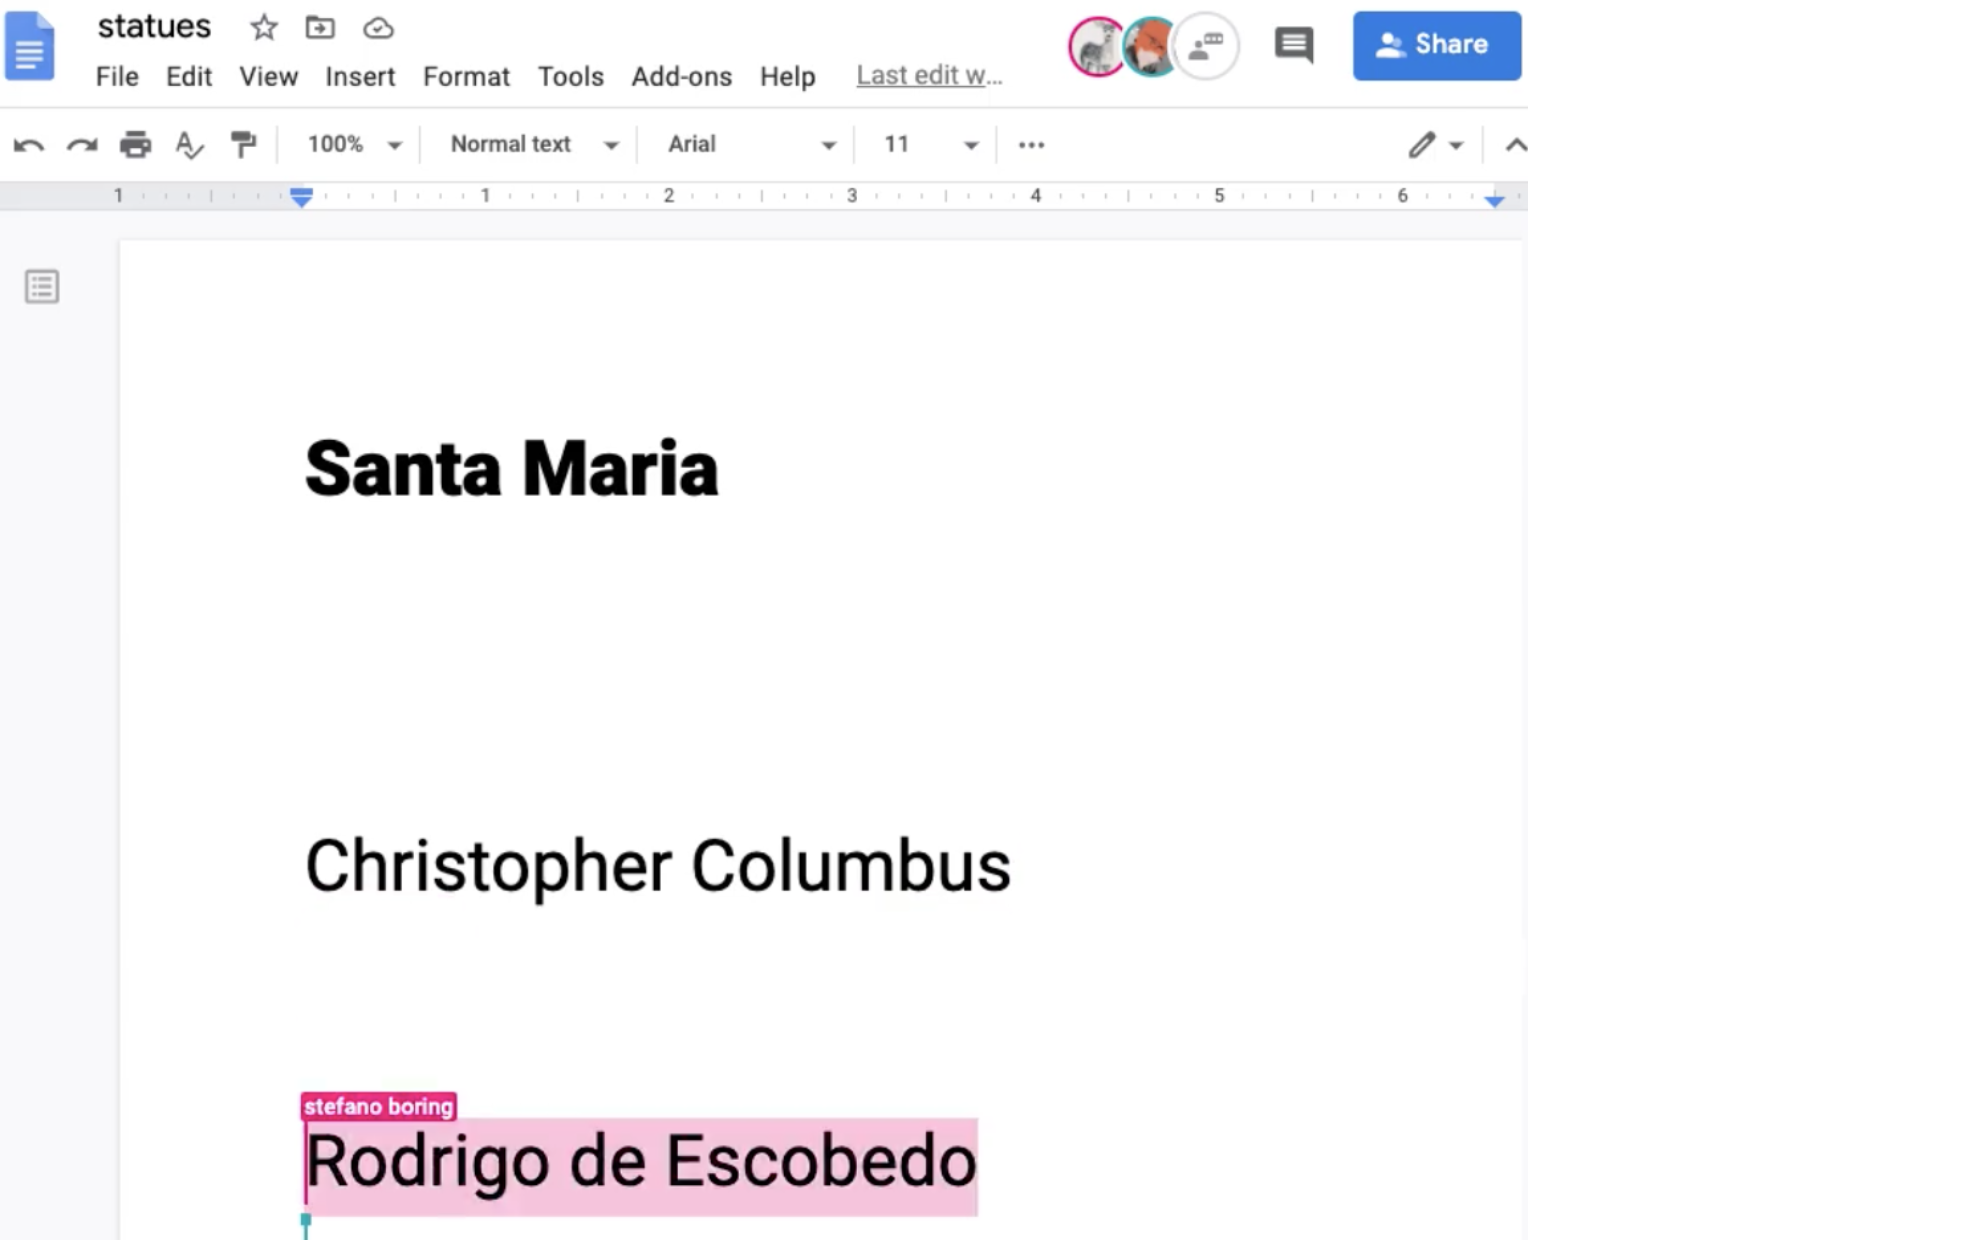 statues
File Edit View Insert Format Tools Add-ons Help Last edit w...
Share
100% Normal text Arial 11
1 1 2 3 4 5 6
Santa Maria
Christopher Columbus
stefano boring
Rodrigo de Escobedo